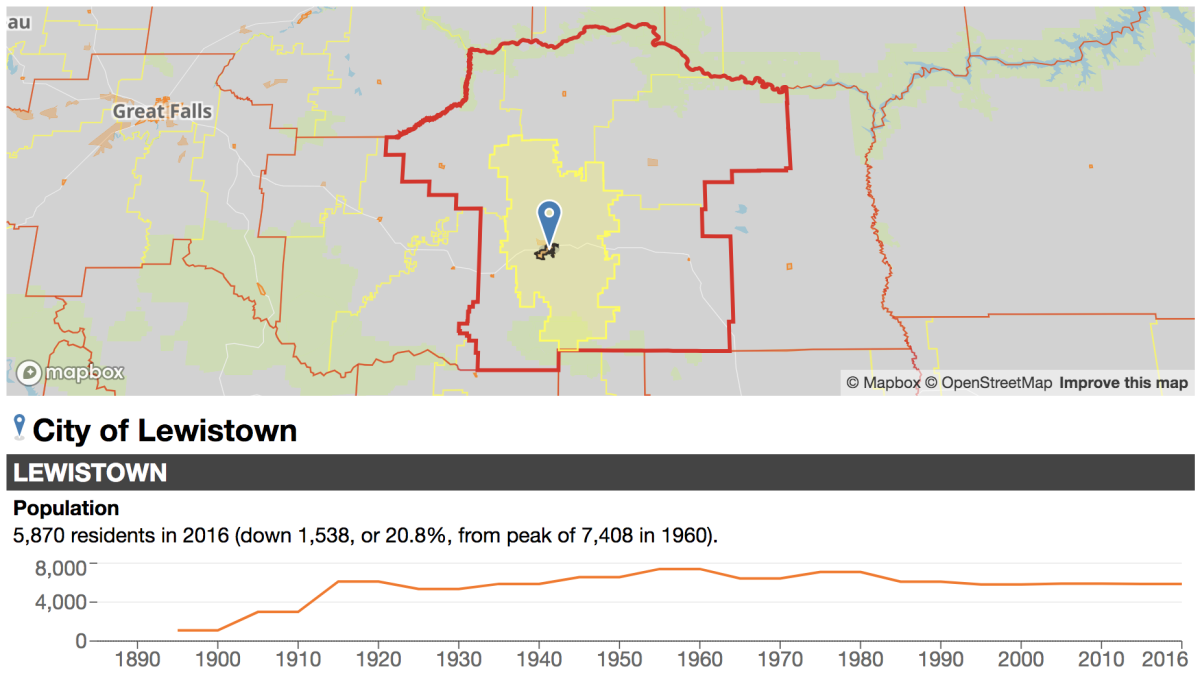 au
Great Falls
mapbox
© Mapbox © OpenStreetMap Improve this map
City of Lewistown
LEWISTOWN
Population
5,870 residents in 2016 (down 1,538, or 20.8%, from peak of 7,408 in 1960).
8,000
4,000
0
1890 1900 1910 1920 1930 1940 1950 1960 1970 1980 1990 2000 2010 2016